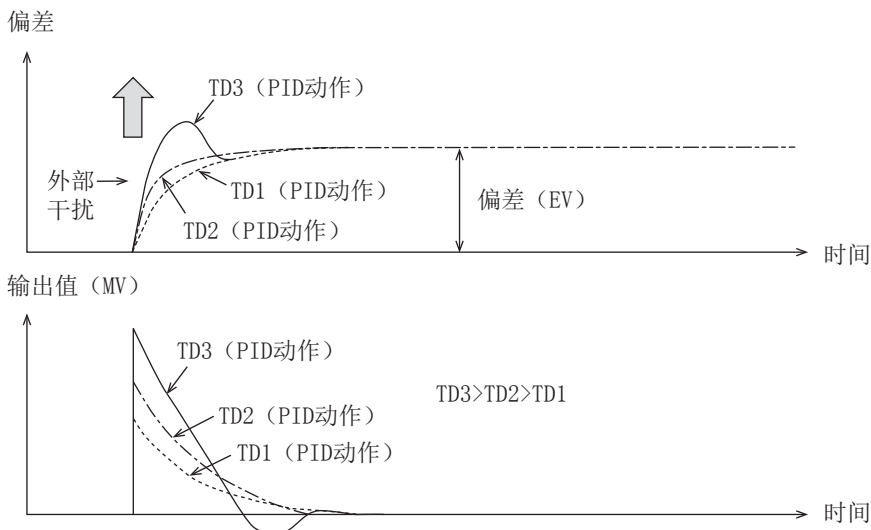 偏差
TD3（PID动作）
外部
干扰
TD1（PID动作）
TD2（PID动作）
偏差（EV）
时间
输出值（MV）
TD3（PID动作）
TD3>TD2>TD1
TD2（PID动作）
TD1（PID动作）
时间